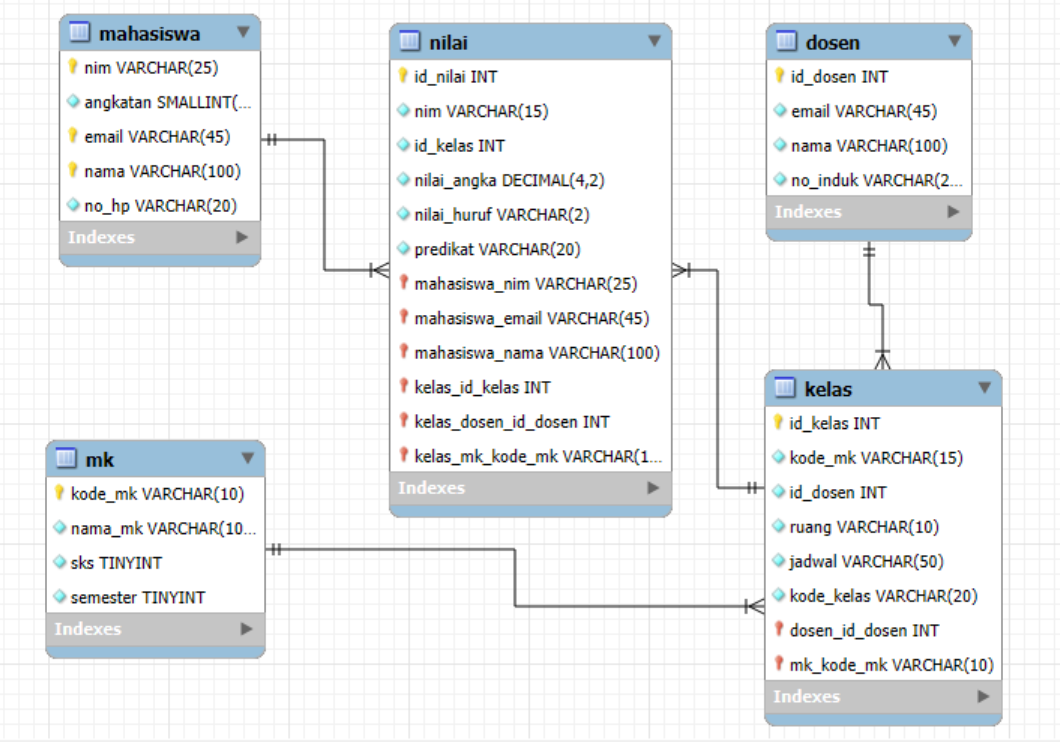 mahasiswa
nim VARCHAR(25)
angkatan SMALLINT(...
email VARCHAR(45)
nama VARCHAR(100)
no_hp VARCHAR(20)
Indexes
nilai
id_nilai INT
nim VARCHAR(15)
id_kelas INT
nilai_angka DECIMAL(4,2)
nilai_huruf VARCHAR(2)
predikat VARCHAR(20)
mahasiswa_nim VARCHAR(25)
mahasiswa_email VARCHAR(45)
mahasiswa_nama VARCHAR(100)
kelas_id_kelas INT
kelas_dosen_id_dosen INT
kelas_mk_kode_mk VARCHAR(1...
Indexes
dosen
id_dosen INT
email VARCHAR(45)
nama VARCHAR(100)
no_induk VARCHAR(2...
Indexes
mk
kode_mk VARCHAR(10)
nama_mk VARCHAR(10...
sks TINYINT
semester TINYINT
Indexes
kelas
id_kelas INT
kode_mk VARCHAR(15)
id_dosen INT
ruang VARCHAR(10)
jadwal VARCHAR(50)
kode_kelas VARCHAR(20)
dosen_id_dosen INT
mk_kode_mk VARCHAR(10)
Indexes